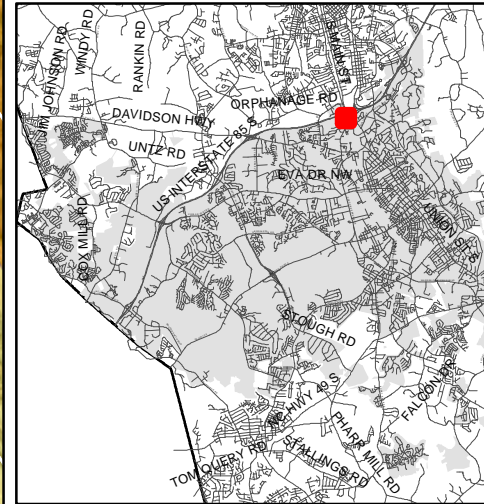 JIM JOHNSON RD
WINDY RD
RANKIN RD
S MAIN ST
ORPHANAGE RD
DAVIDSON HWY
UNTZ RD
US INTERSTATE 85 S
EVA DR NW
COX MILL RD
UNION ST S
STOUGH RD
FALCON DR
NC HWY 49 S
PHARR MILL RD
STALLINGS RD
TOM QUERY RD